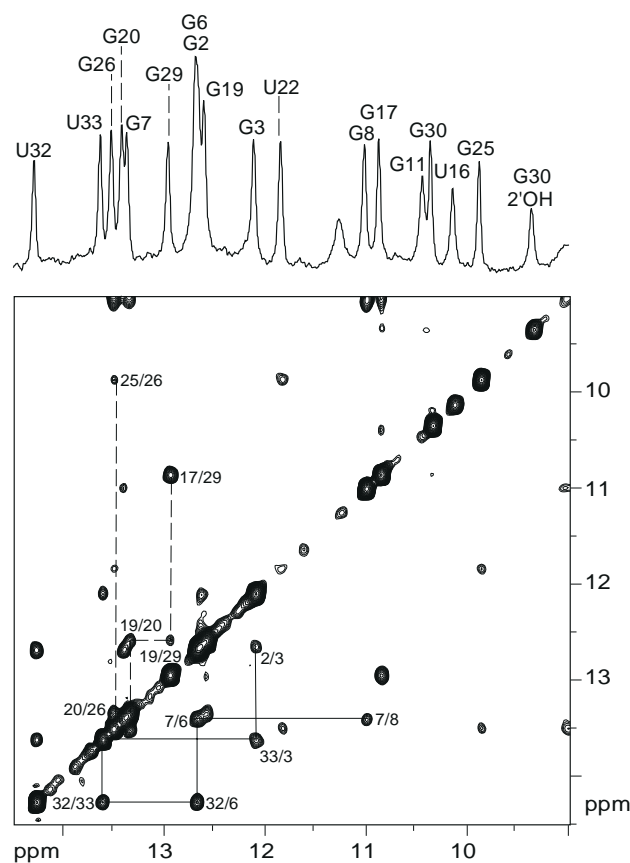 G6
G20 G2
G26 G29 G19 U22 G17
U33 G7 G3 G8 G30
U32 G11 U16 G25 G30
2'OH
25/26 10
17/29 11
12
19/20
19/29 2/3 13
20/26 7/6 7/8
33/3
32/33 32/6 ppm
ppm 13 12 11 10